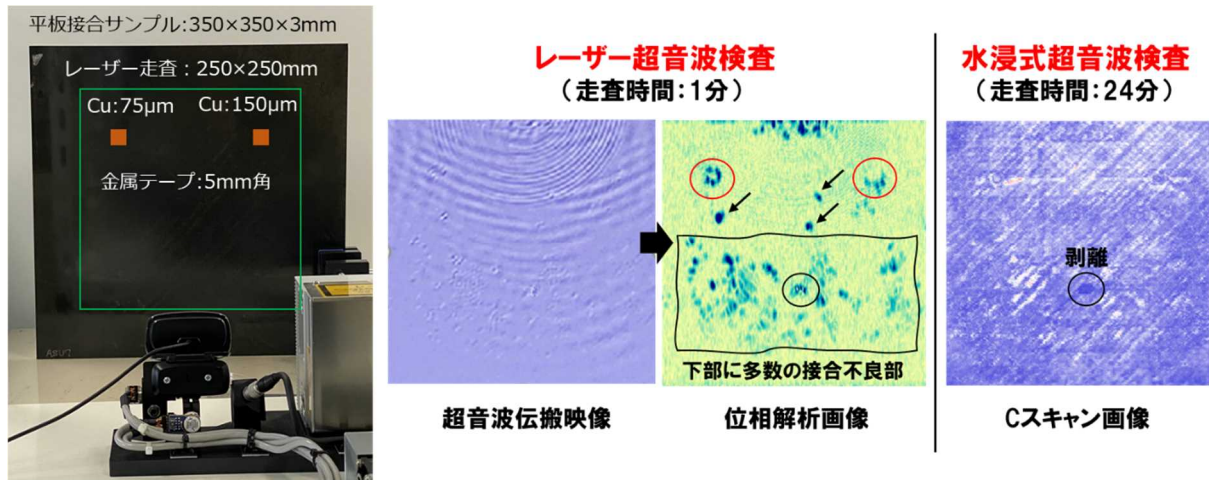 平板接合サンプル:350×350×3mm
レーザー走査：250×250mm
Cu:75μm
Cu:150μm
金属テープ:5mm角
レーザー超音波検査
（走査時間:1分）
超音波伝搬映像
下部に多数の接合不良部
位相解析画像
水浸式超音波検査
（走査時間:24分）
剥離
Cスキャン画像